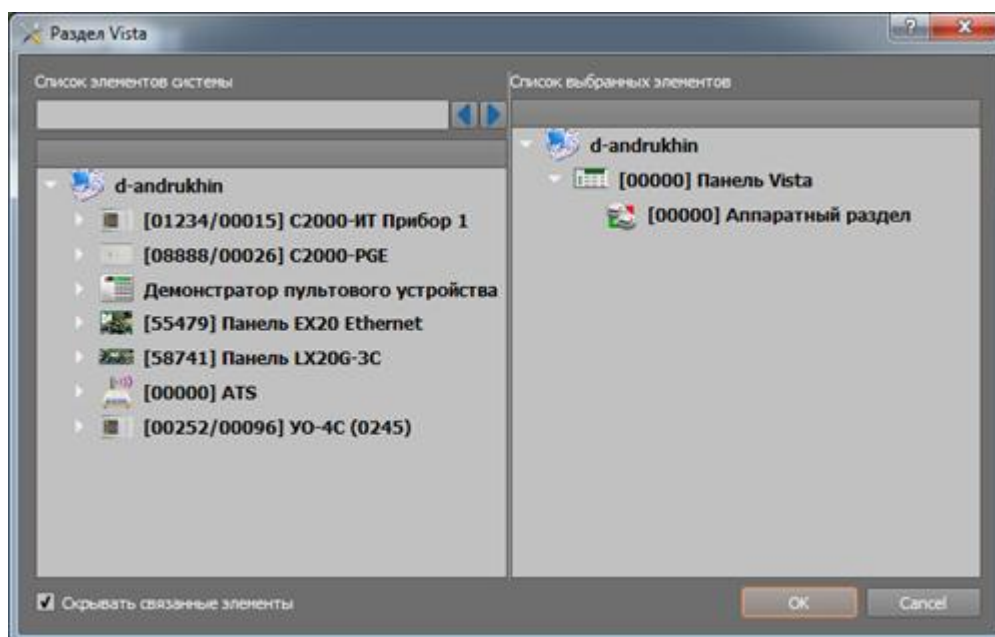 Раздел Vista
Список элементов системы
d-andrukhin
[01234/00015] С2000-ИТ Прибор 1
[08888/00026] С2000-PGE
Демонстратор пультового устройства
[55479] Панель EX20 Ethernet
[58741] Панель LX20G-3C
[00000] ATS
[00252/00096] УО-4С (0245)
Скрывать связанные элементы
Список выбранных элементов
d-andrukhin
[00000] Панель Vista
[00000] Аппаратный раздел
OK
Cancel